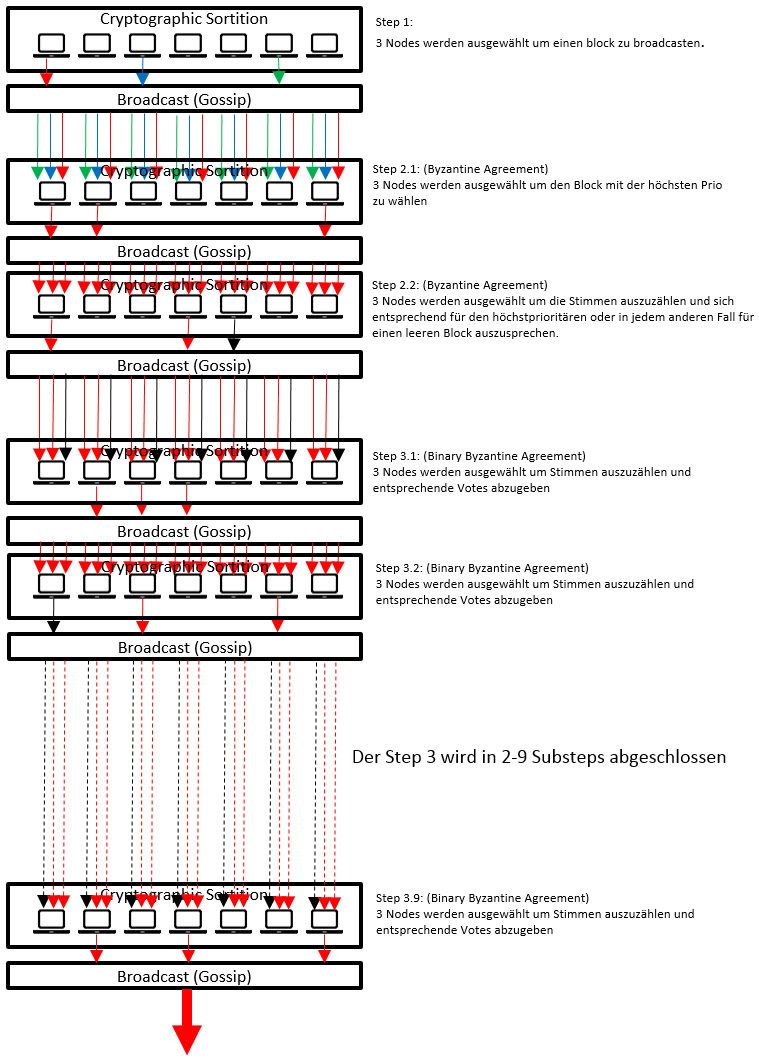 Cryptographic Sortition
Step 1:
3 Nodes werden ausgewählt um einen block zu broadcasten.
Broadcast (Gossip)
Cryptographic Sortition
Step 2.1: (Byzantine Agreement)
3 Nodes werden ausgewählt um den Block mit der höchsten Prio
zu wählen
Broadcast (Gossip)
Cryptographic Sortition
Step 2.2: (Byzantine Agreement)
3 Nodes werden ausgewählt um die Stimmen auszuzählen und sich
entsprechend für den höchstprioritären oder in jedem anderen Fall für
einen leeren Block auszusprechen.
Broadcast (Gossip)
Cryptographic Sortition
Step 3.1: (Binary Byzantine Agreement)
3 Nodes werden ausgewählt um Stimmen auszuzählen und
entsprechende Votes abzugeben
Broadcast (Gossip)
Cryptographic Sortition
Step 3.2: (Binary Byzantine Agreement)
3 Nodes werden ausgewählt um Stimmen auszuzählen und
entsprechende Votes abzugeben
Broadcast (Gossip)
Der Step 3 wird in 2-9 Substeps abgeschlossen
Cryptographic Sortition
Step 3.9: (Binary Byzantine Agreement)
3 Nodes werden ausgewählt um Stimmen auszuzählen und
entsprechende Votes abzugeben
Broadcast (Gossip)